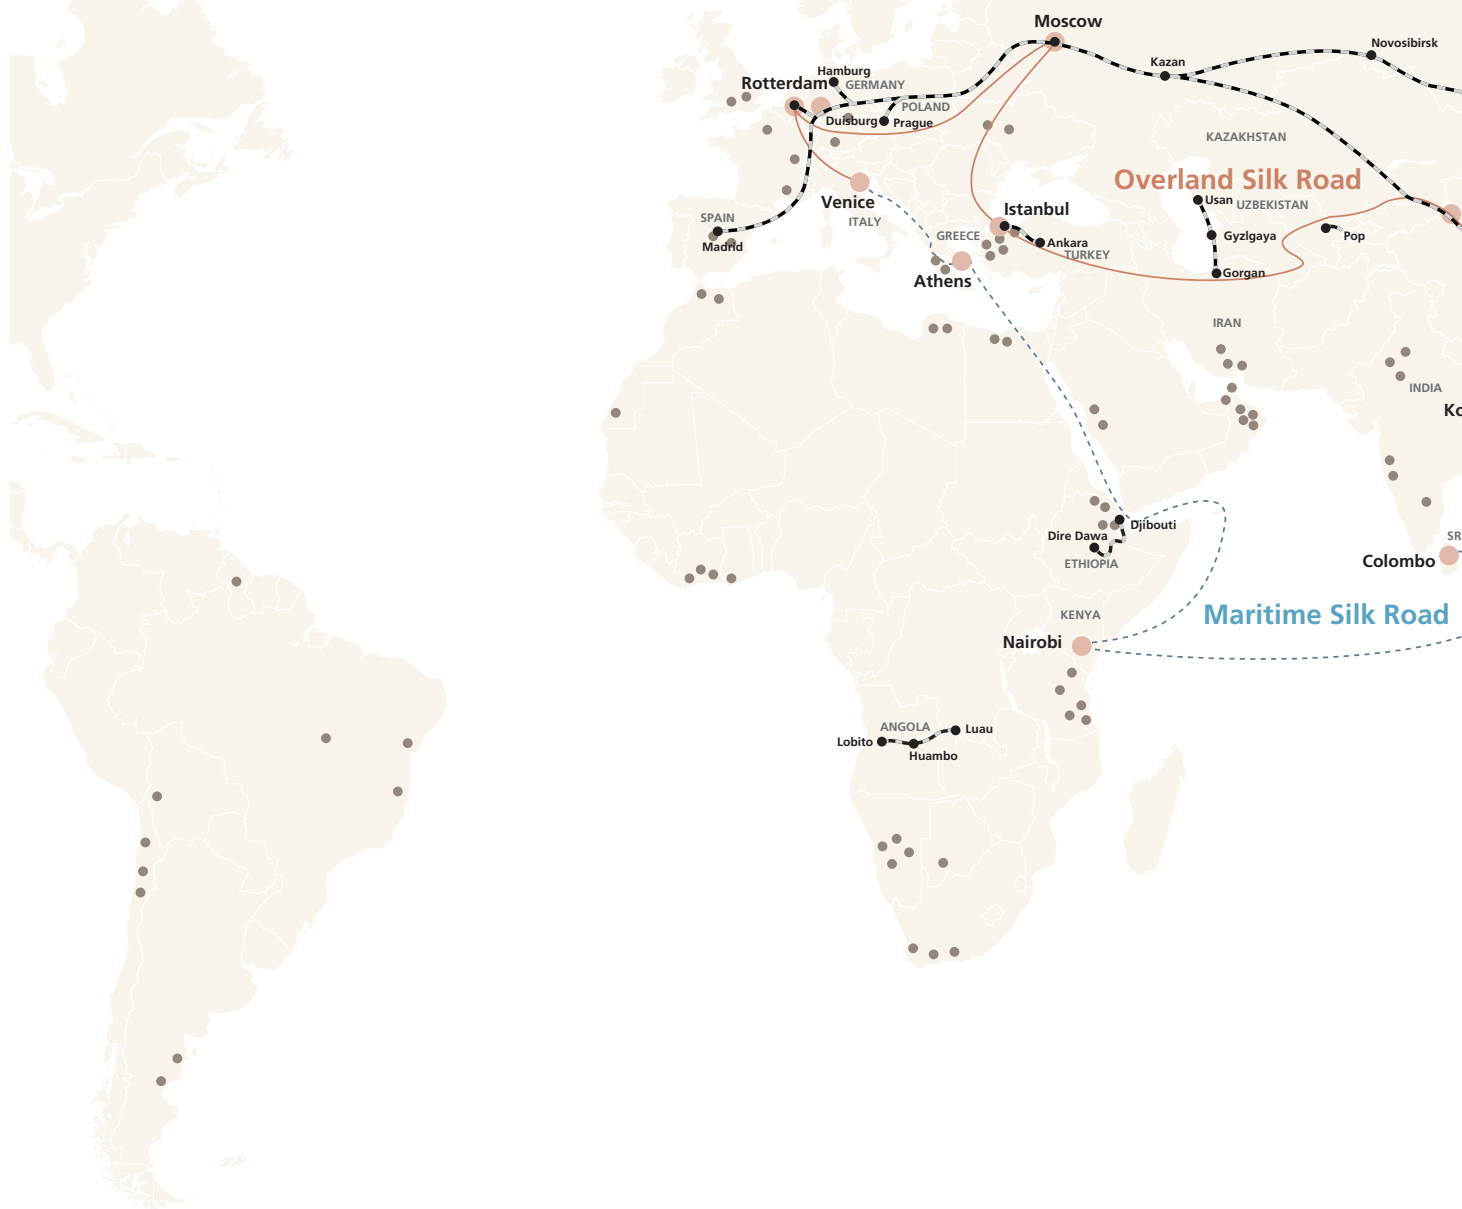 Moscow
Novosibirsk
Kazan
Hamburg
Rotterdam
GERMANY
POLAND
Duisburg
Prague
KAZAKHSTAN
Overland Silk Road
Venice
Usan
UZBEKISTAN
Istanbul
SPAIN
ITALY
GREECE
Ankara
Gyzlgaya
Pop
Madrid
TURKEY
Athens
Gorgan
IRAN
INDIA
Ko
Djibouti
Dire Dawa
SR
ETHIOPIA
Colombo
KENYA
Maritime Silk Road
Nairobi
ANGOLA
Luau
Lobito
Huambo